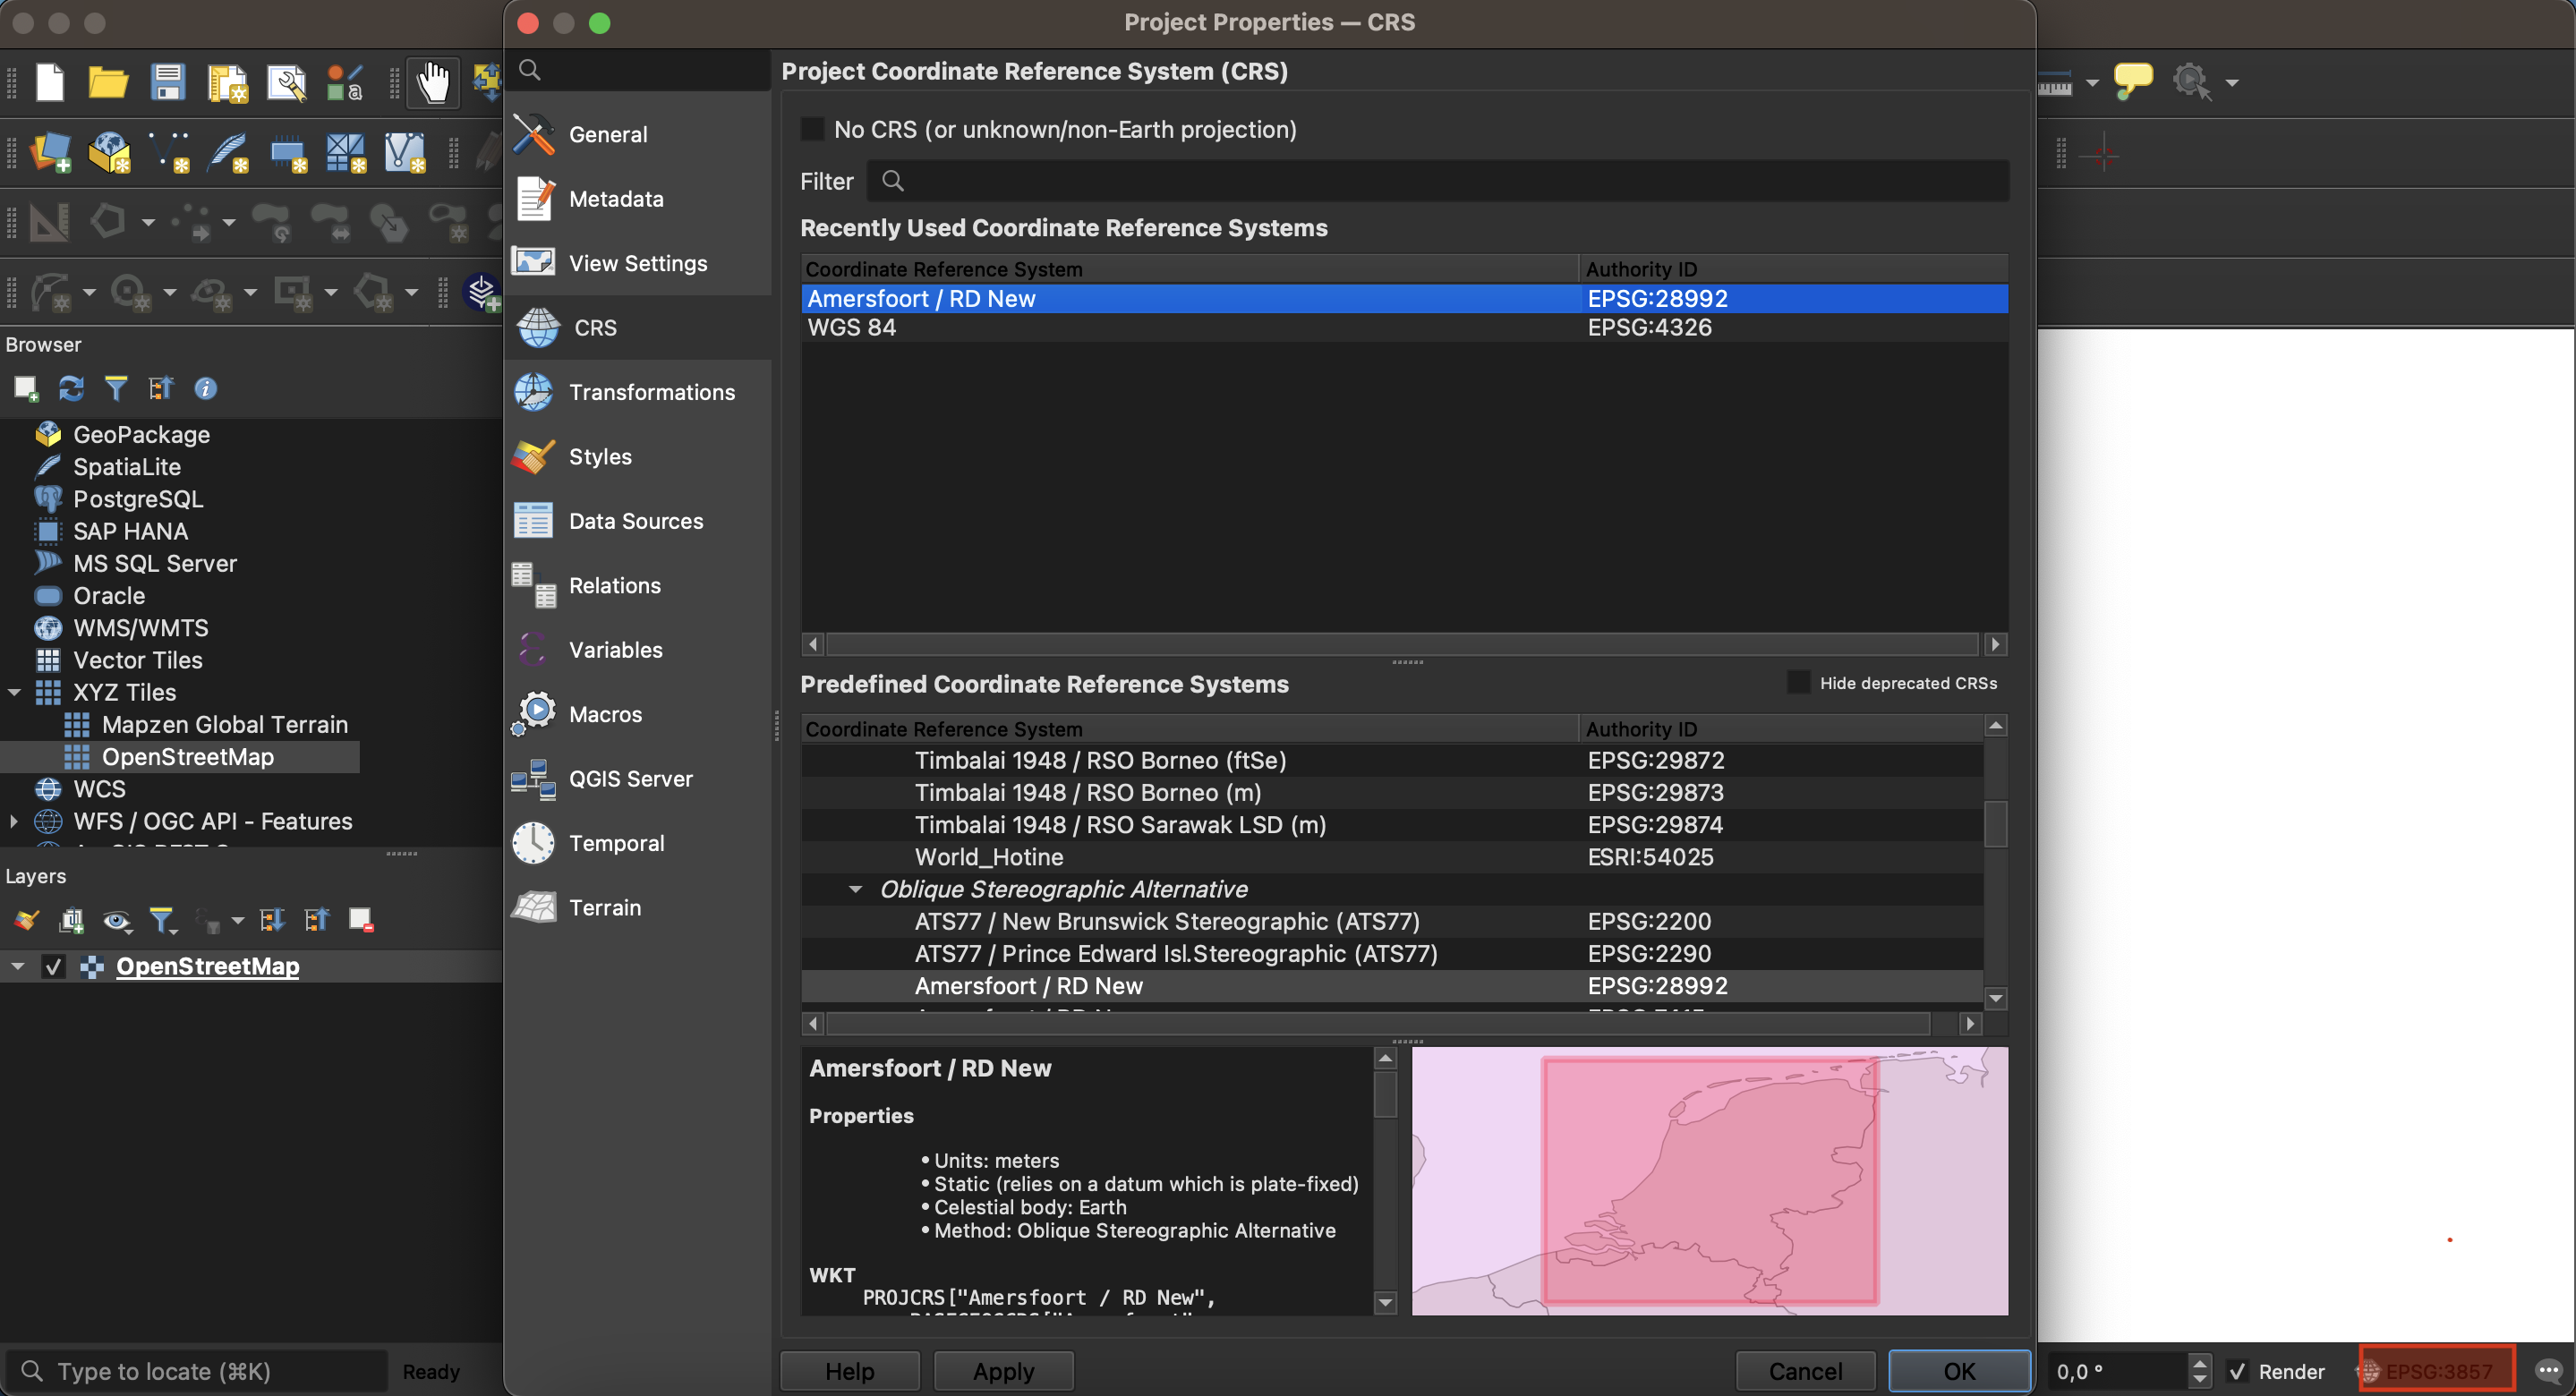 Project Properties — CRS
Project Coordinate Reference System (CRS)
No CRS (or unknown/non-Earth projection)
Filter
Recently Used Coordinate Reference Systems
Coordinate Reference System Authority ID
Amersfoort / RD New EPSG:28992
WGS 84 EPSG:4326
General
Metadata
View Settings
CRS
Transformations
Styles
Data Sources
Relations
Variables
Macros
QGIS Server
Temporal
Terrain
Browser
GeoPackage
SpatiaLite
PostgreSQL
SAP HANA
MS SQL Server
Oracle
WMS/WMTS
Vector Tiles
XYZ Tiles
Mapzen Global Terrain
OpenStreetMap
WCS
WFS / OGC API - Features
Layers
OpenStreetMap
Predefined Coordinate Reference Systems
Hide deprecated CRSs
Coordinate Reference System Authority ID
Timbalai 1948 / RSO Borneo (ftSe) EPSG:29872
Timbalai 1948 / RSO Borneo (m) EPSG:29873
Timbalai 1948 / RSO Sarawak LSD (m) EPSG:29874
World_Hotine ESRI:54025
Oblique Stereographic Alternative
ATS77 / New Brunswick Stereographic (ATS77) EPSG:2200
ATS77 / Prince Edward Isl.Stereographic (ATS77) EPSG:2290
Amersfoort / RD New EPSG:28992
Amersfoort / RD New
Properties
• Units: meters
• Static (relies on a datum which is plate-fixed)
• Celestial body: Earth
• Method: Oblique Stereographic Alternative
WKT
PROJCRS["Amersfoort / RD New",
Help
Apply
Cancel
OK
Type to locate (⌘K)
Ready
0,0 °
Render
EPSG:3857